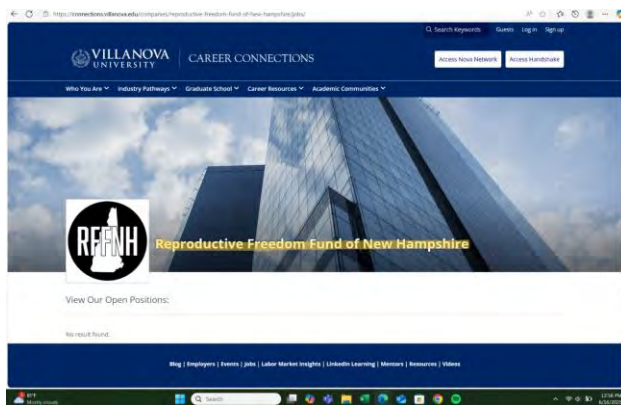 https://connections.villanova.edu/companies/reproductive-freedom-fund-of-new-hampshire/jobs/
Search Keywords Guests Log in Sign up
VILLANOVA UNIVERSITY CAREER CONNECTIONS
Access Nova Network Access Handshake
Who You Are Industry Pathways Graduate School Career Resources Academic Communities
RFFNH
Reproductive Freedom Fund of New Hampshire
View Our Open Positions:
No result found.
Blog | Employers | Events | Jobs | Labor Market Insights | LinkedIn Learning | Mentors | Resources | Videos
Mostly cloudy
Search
12:56 PM